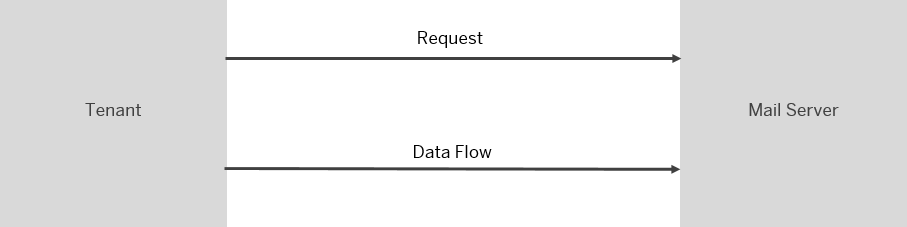 Request
Tenant
Mail Server
Data Flow